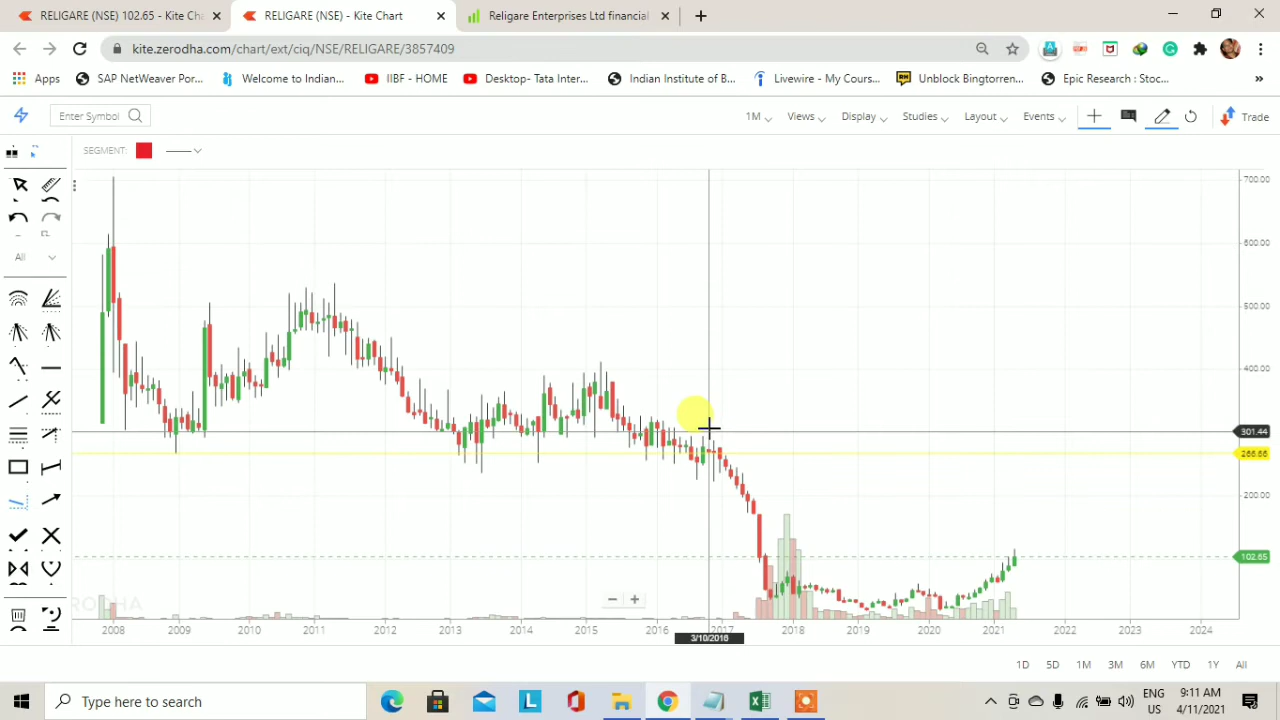 RELIGARE (NSE) 102.65 - Kite Cha
RELIGARE (NSE) - Kite Chart
Religare Enterprises Ltd financial
kite.zerodha.com/chart/ext/ciq/NSE/RELIGARE/3857409
Apps
SAP NetWeaver Por...
Welcome to Indian...
IIBF - HOME
Desktop- Tata Inter...
Indian Institute of B...
Livewire - My Cours...
Unblock Bingtorren...
Epic Research : Stoc...
»
Enter Symbol
1M
Views
Display
Studies
Layout
Events
Trade
SEGMENT:
All
700.00
600.00
500.00
400.00
301.44
266.66
200.00
102.65
2008 2009 2010 2011 2012 2013 2014 2015 2016 2017 2018 2019 2020 2021 2022 2023 2024
3/10/2016
1D 5D 1M 3M 6M YTD 1Y All
Type here to search
ENG
US
9:11 AM
4/11/2021